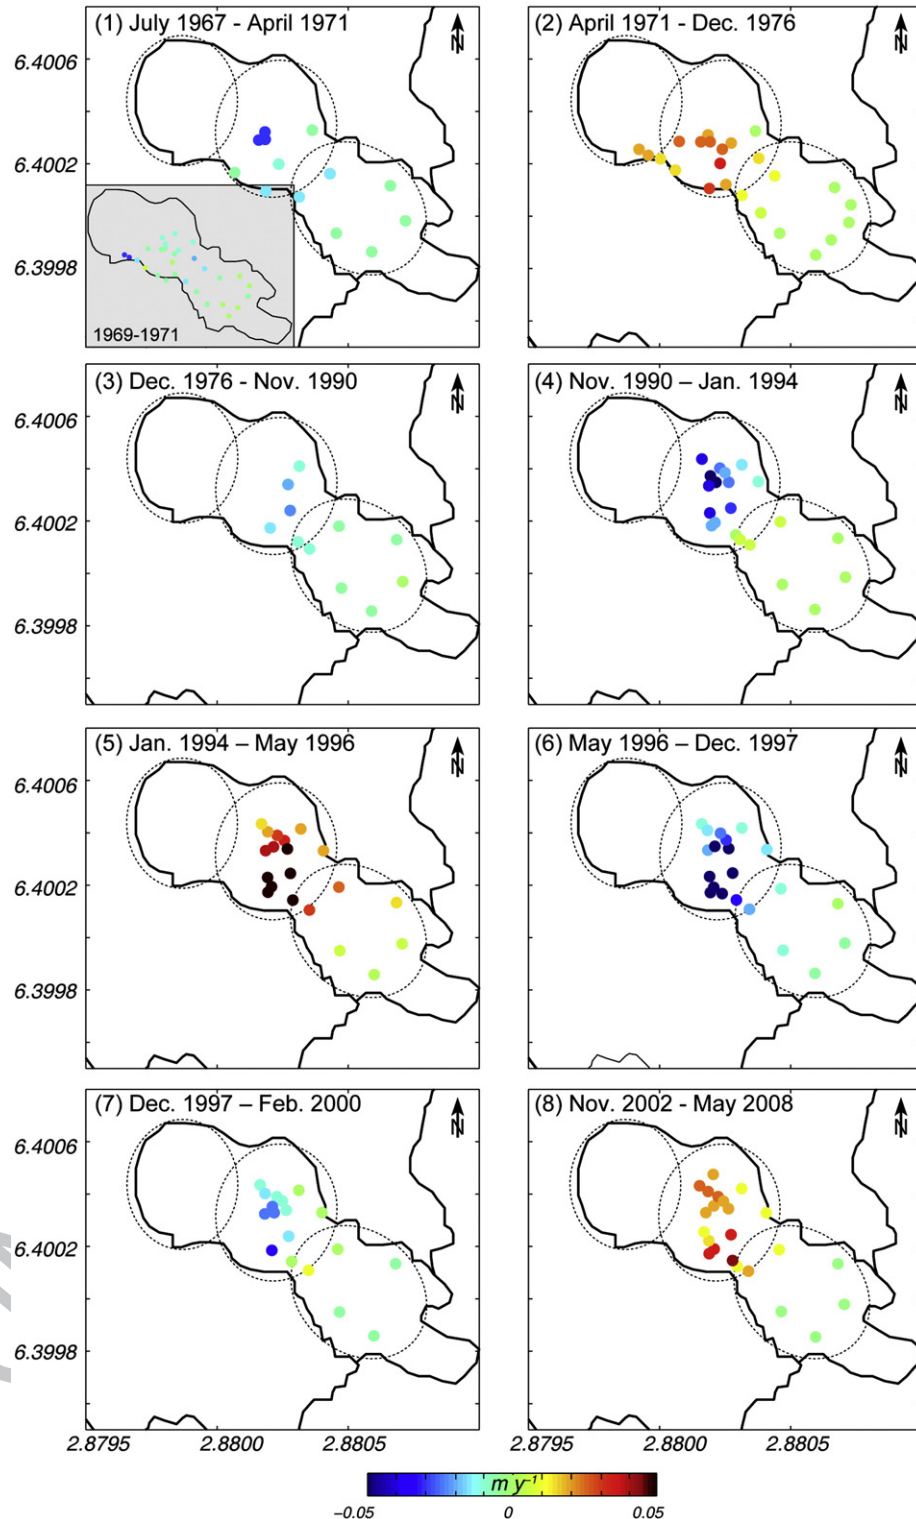 (1) July 1967 - April 1971
N
(2) April 1971 - Dec. 1976
N
6.4006
6.4002
6.3998
1969-1971
(3) Dec. 1976 - Nov. 1990
N
(4) Nov. 1990 – Jan. 1994
N
6.4006
6.4002
6.3998
(5) Jan. 1994 – May 1996
N
(6) May 1996 – Dec. 1997
N
6.4006
6.4002
6.3998
(7) Dec. 1997 – Feb. 2000
N
(8) Nov. 2002 - May 2008
N
6.4006
6.4002
6.3998
2.8795 2.8800 2.8805
2.8795 2.8800 2.8805
m y⁻¹
−0.05 0 0.05